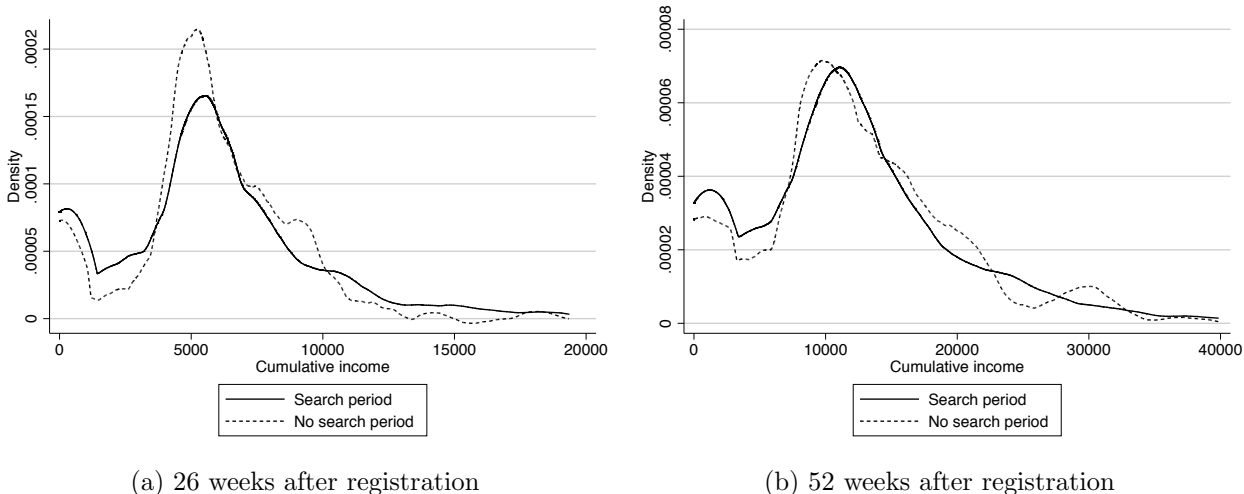 Density
.0002
.00015
.0001
.00005
0
0 5000 10000 15000 20000
Cumulative income
Search period
No search period
(a) 26 weeks after registration
Density
.00008
.00006
.00004
.00002
0
0 10000 20000 30000 40000
Cumulative income
Search period
No search period
(b) 52 weeks after registration